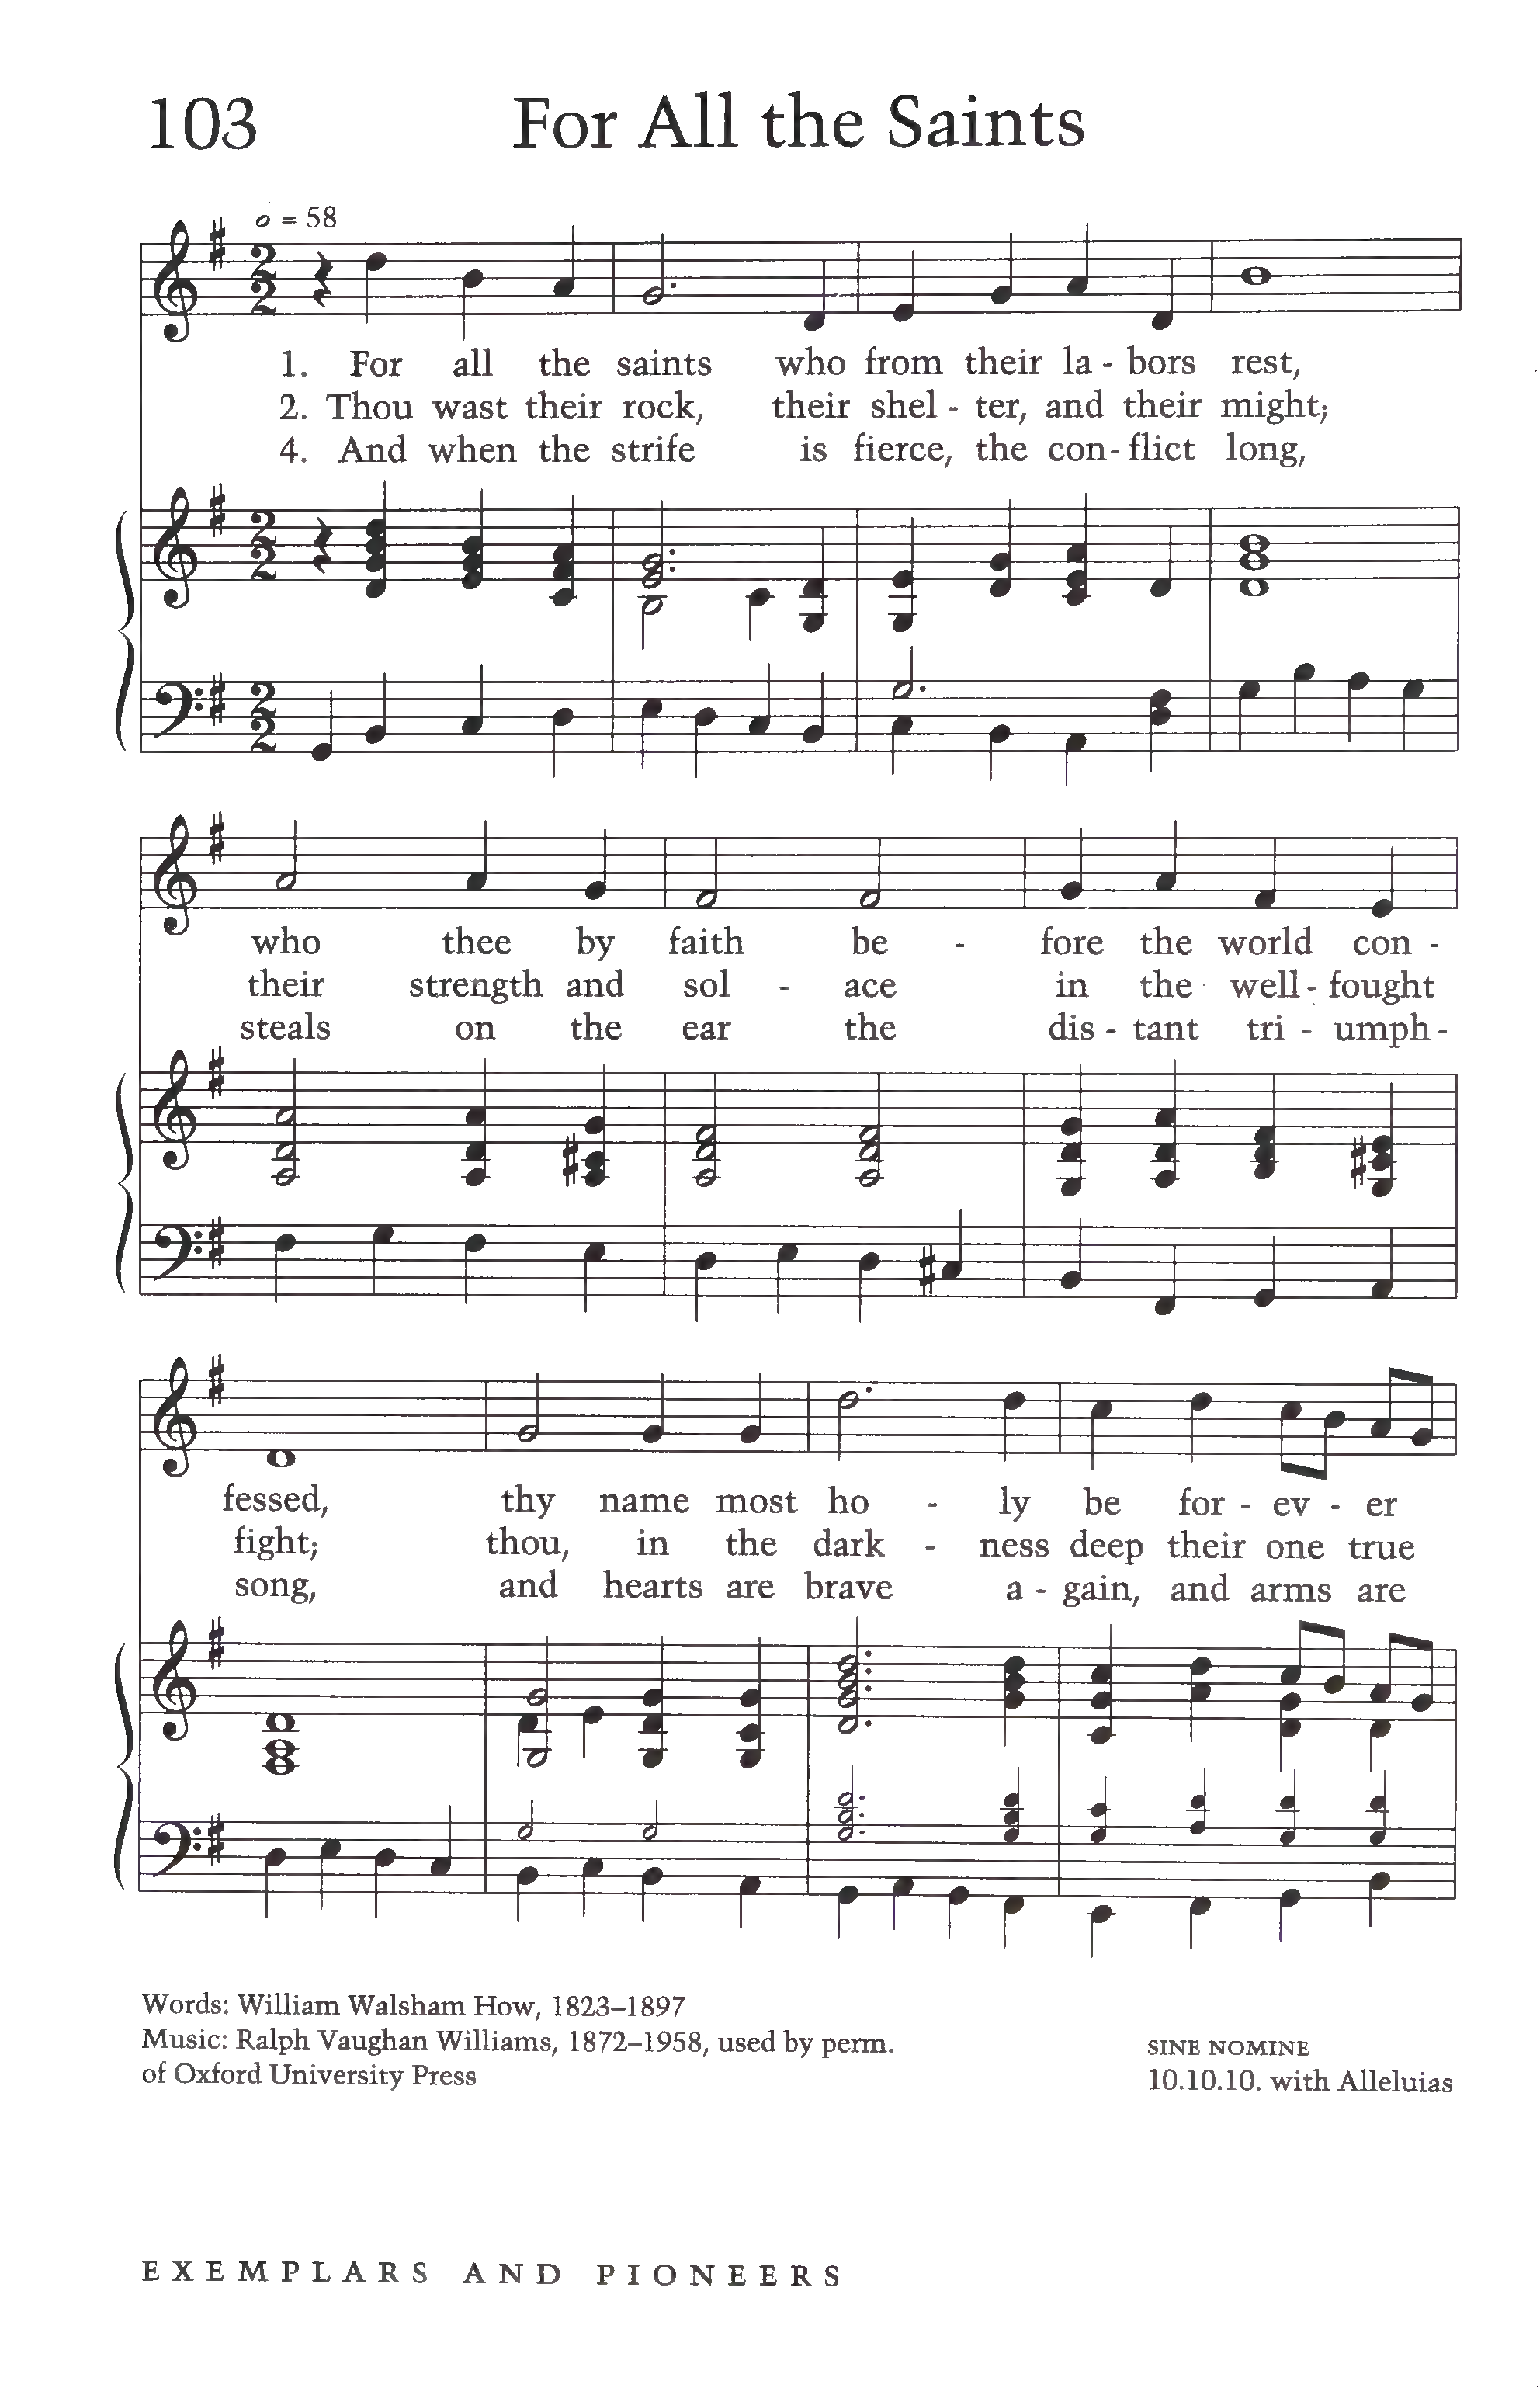 103 For All the Saints
𝅗𝅥 = 58
1. For all the saints who from their la - bors rest,
2. Thou wast their rock, their shel - ter, and their might;
4. And when the strife is fierce, the con - flict long,
who thee by faith be - fore the world con -
their strength and sol - ace in the well - fought
steals on the ear the dis - tant tri - umph -
fessed, thy name most ho - ly be for - ev - er
fight; thou, in the dark - ness deep their one true
song, and hearts are brave a - gain, and arms are
Words: William Walsham How, 1823–1897
Music: Ralph Vaughan Williams, 1872–1958, used by perm.
of Oxford University Press
SINE NOMINE
10.10.10. with Alleluias
EXEMPLARS AND PIONEERS